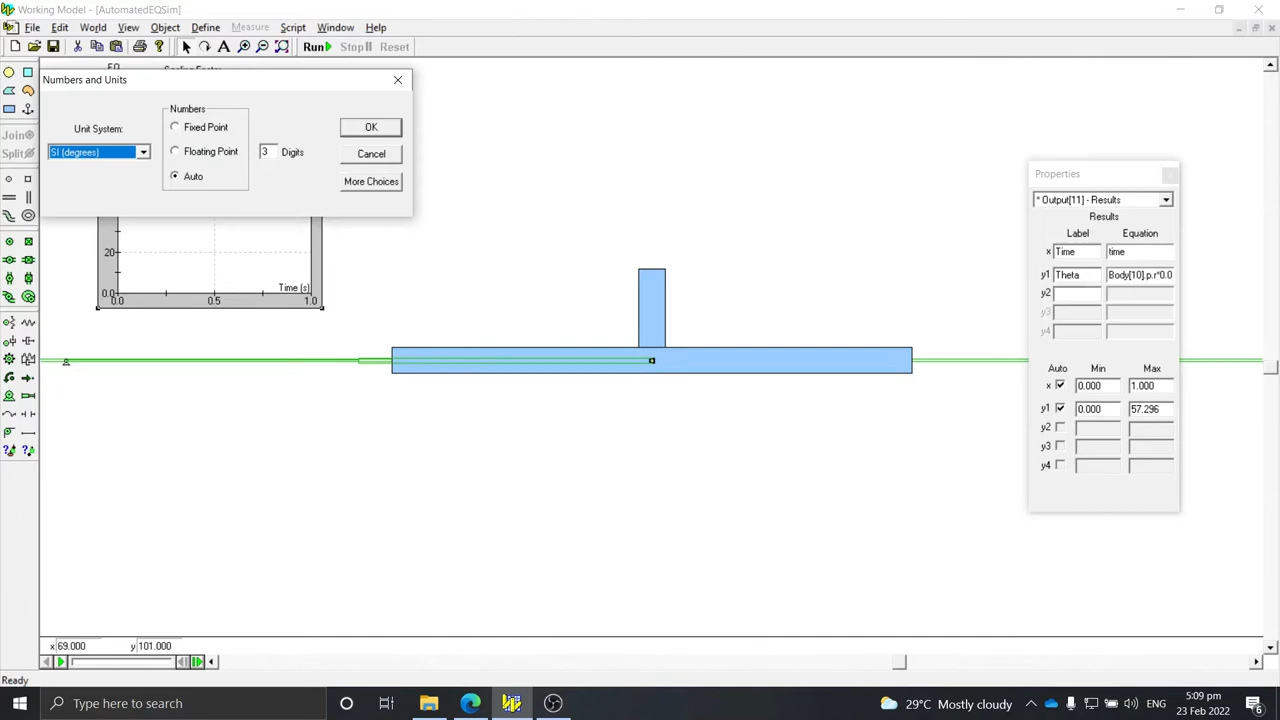 Working Model - [AutomatedEQSim]
File Edit World View Object Define Measure Script Window Help
A Run Stop Reset
Join
Split
Numbers and Units
Unit System:
SI (degrees)
Numbers
Fixed Point
Floating Point
Auto
3 Digits
OK
Cancel
More Choices
20
0.0
0.0 0.5 1.0
Time (s)
Properties
* Output[11] - Results
Results
Label Equation
x Time time
y1 Theta Body[10].p.r*0.0
y2
y3
y4
Auto Min Max
x 0.000 1.000
y1 0.000 57.296
y2
y3
y4
x 69.000 y 101.000
Ready
Type here to search
29°C Mostly cloudy
ENG
5:09 pm
23 Feb 2022
6